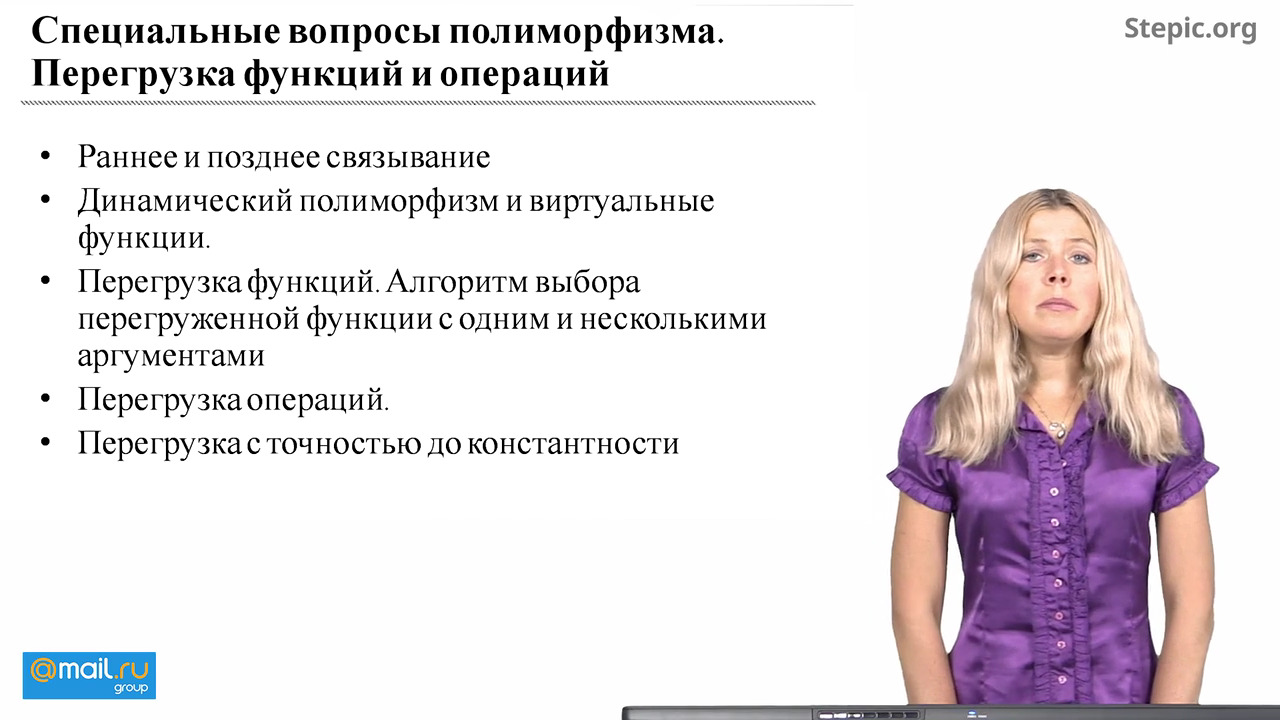 Специальные вопросы полиморфизма.
Перегрузка функций и операций
Stepic.org
• Раннее и позднее связывание
• Динамический полиморфизм и виртуальные
функции.
• Перегрузка функций. Алгоритм выбора
перегруженной функции с одним и несколькими
аргументами
• Перегрузка операций.
• Перегрузка с точностью до константности
@mail.ru
group